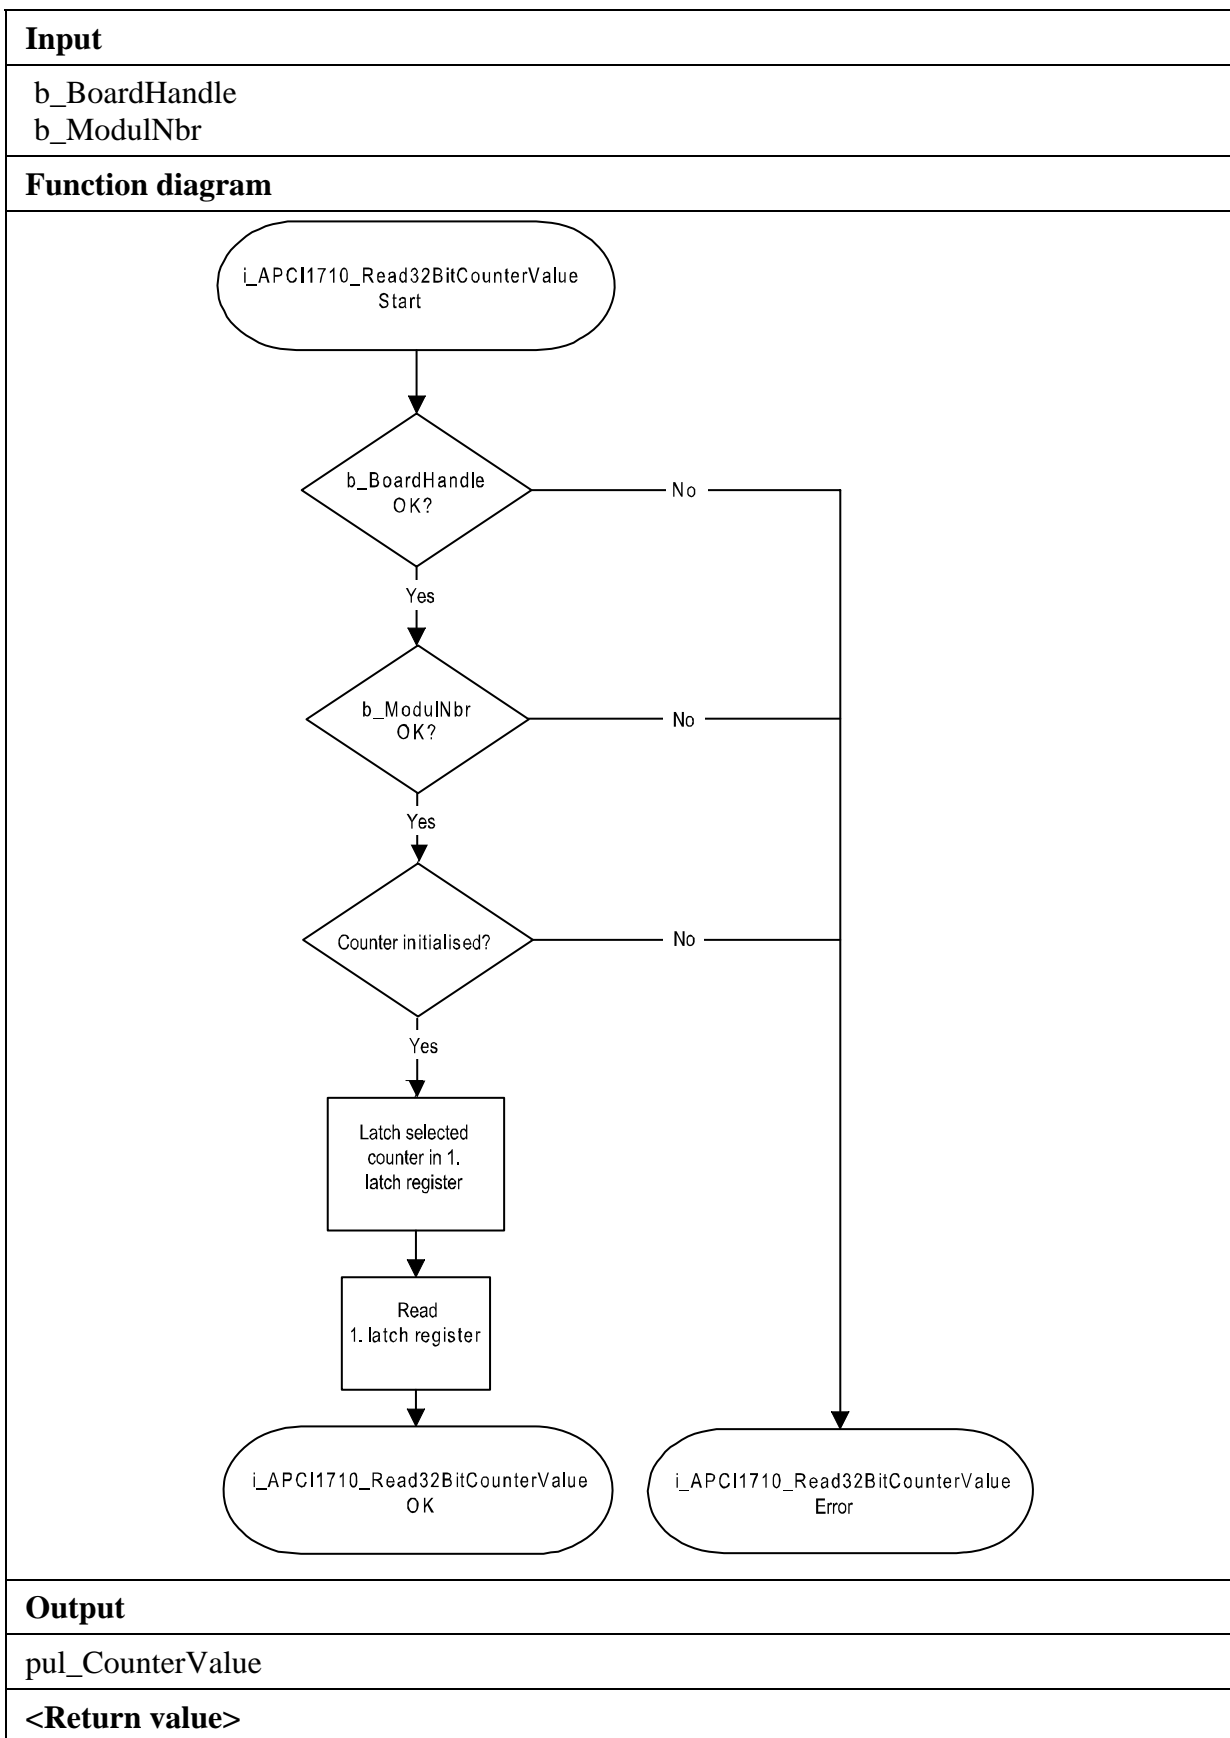 Input
b_BoardHandle
b_ModulNbr
Function diagram
i_APCI1710_Read32BitCounterValue
Start
b_BoardHandle
OK?
No
Yes
b_ModulNbr
OK?
No
Yes
Counter initialised?
No
Yes
Latch selected
counter in 1.
latch register
Read
1. latch register
i_APCI1710_Read32BitCounterValue
OK
i_APCI1710_Read32BitCounterValue
Error
Output
pul_CounterValue
<Return value>